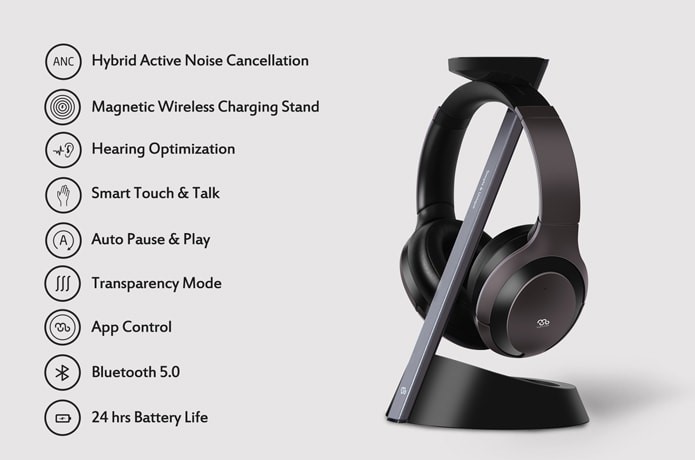 ANC Hybrid Active Noise Cancellation
Magnetic Wireless Charging Stand
Hearing Optimization
Smart Touch & Talk
A Auto Pause & Play
Transparency Mode
App Control
Bluetooth 5.0
24 hrs Battery Life